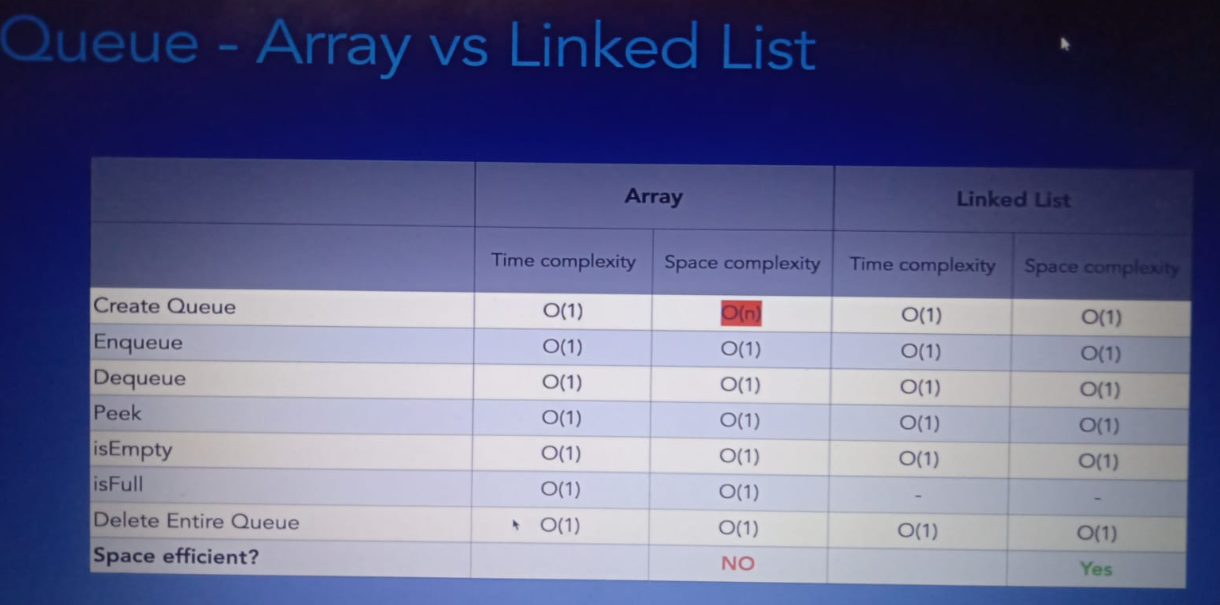 Queue - Array vs Linked List
Array Linked List
Time complexity Space complexity Time complexity Space complexity
Create Queue O(1) O(n) O(1) O(1)
Enqueue O(1) O(1) O(1) O(1)
Dequeue O(1) O(1) O(1) O(1)
Peek O(1) O(1) O(1) O(1)
isEmpty O(1) O(1) O(1) O(1)
isFull O(1) O(1) - -
Delete Entire Queue O(1) O(1) O(1) O(1)
Space efficient? NO Yes